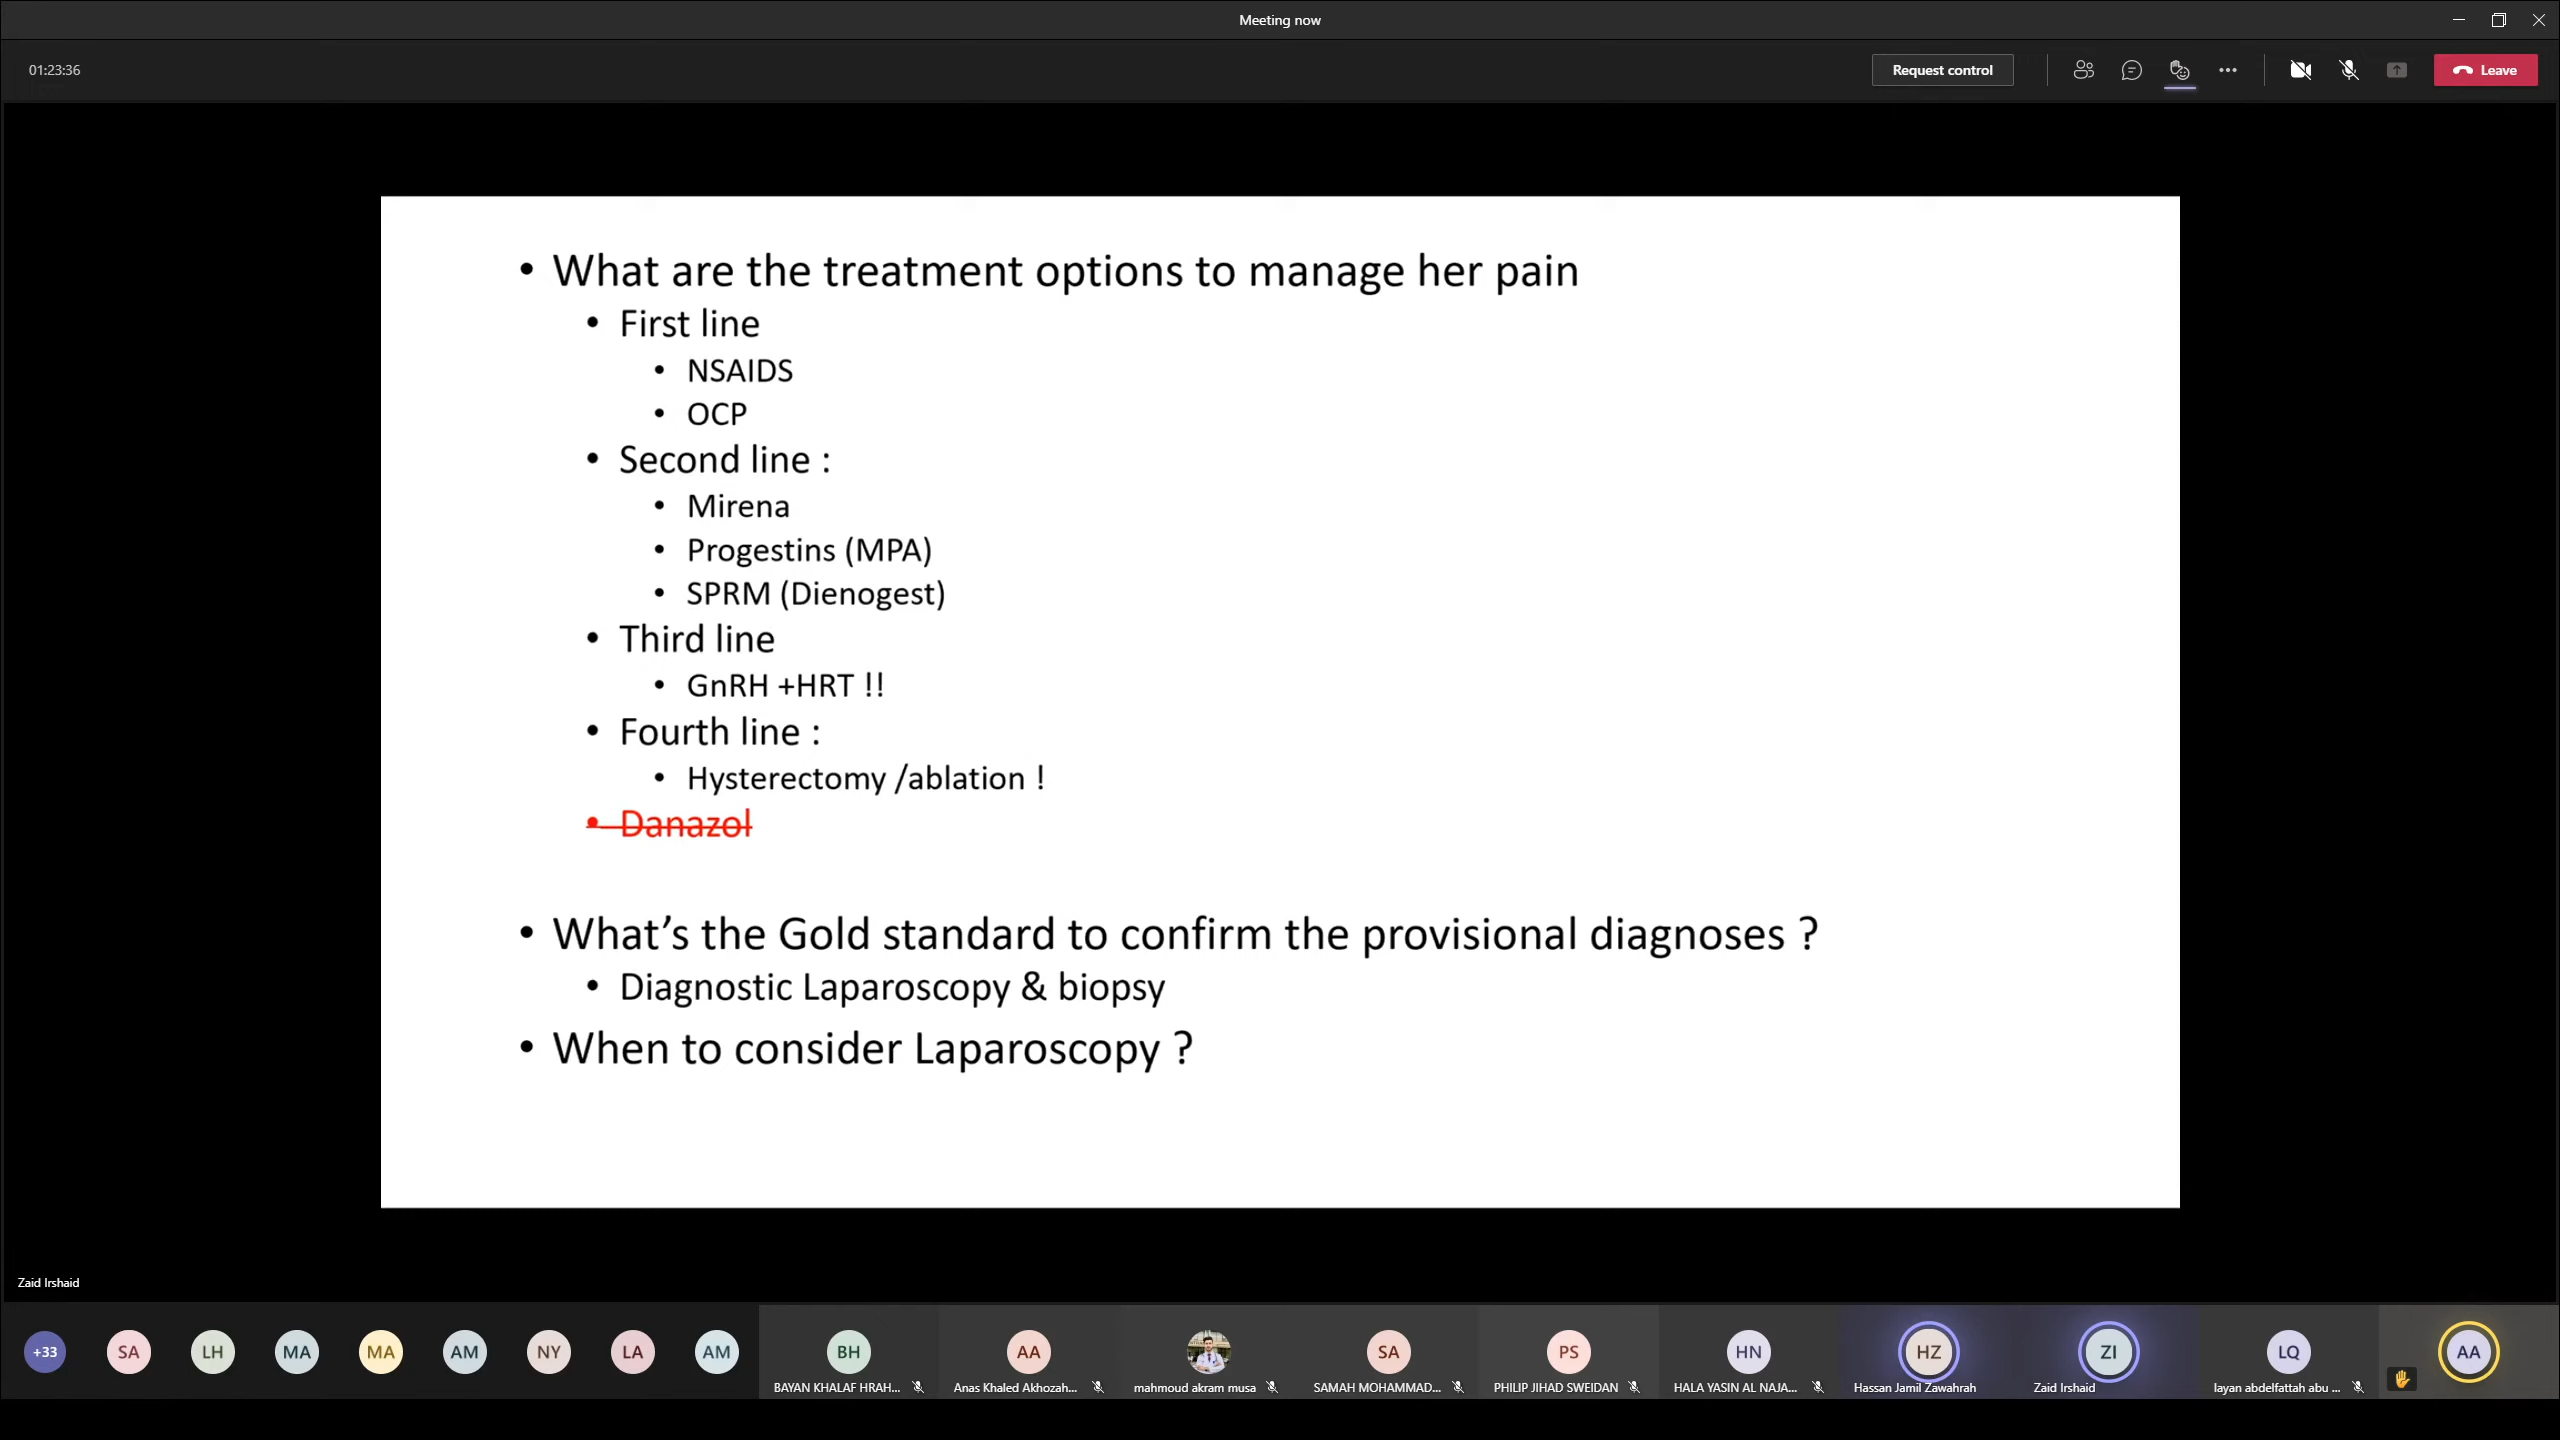 Meeting now
01:23:36
Request control
Leave
• What are the treatment options to manage her pain
• First line
• NSAIDS
• OCP
• Second line :
• Mirena
• Progestins (MPA)
• SPRM (Dienogest)
• Third line
• GnRH +HRT !!
• Fourth line :
• Hysterectomy /ablation !
• Danazol
• What’s the Gold standard to confirm the provisional diagnoses ?
• Diagnostic Laparoscopy & biopsy
• When to consider Laparoscopy ?
Zaid Irshaid
+33 SA LH MA MA AM NY LA AM BH AA SA PS HN HZ ZI LQ AA
BAYAN KHALAF HRAH... Anas Khaled Akhozah... mahmoud akram musa SAMAH MOHAMMAD... PHILIP JIHAD SWEIDAN HALA YASIN AL NAJA... Hassan Jamil Zawahrah Zaid Irshaid layan abdelfattah abu ...